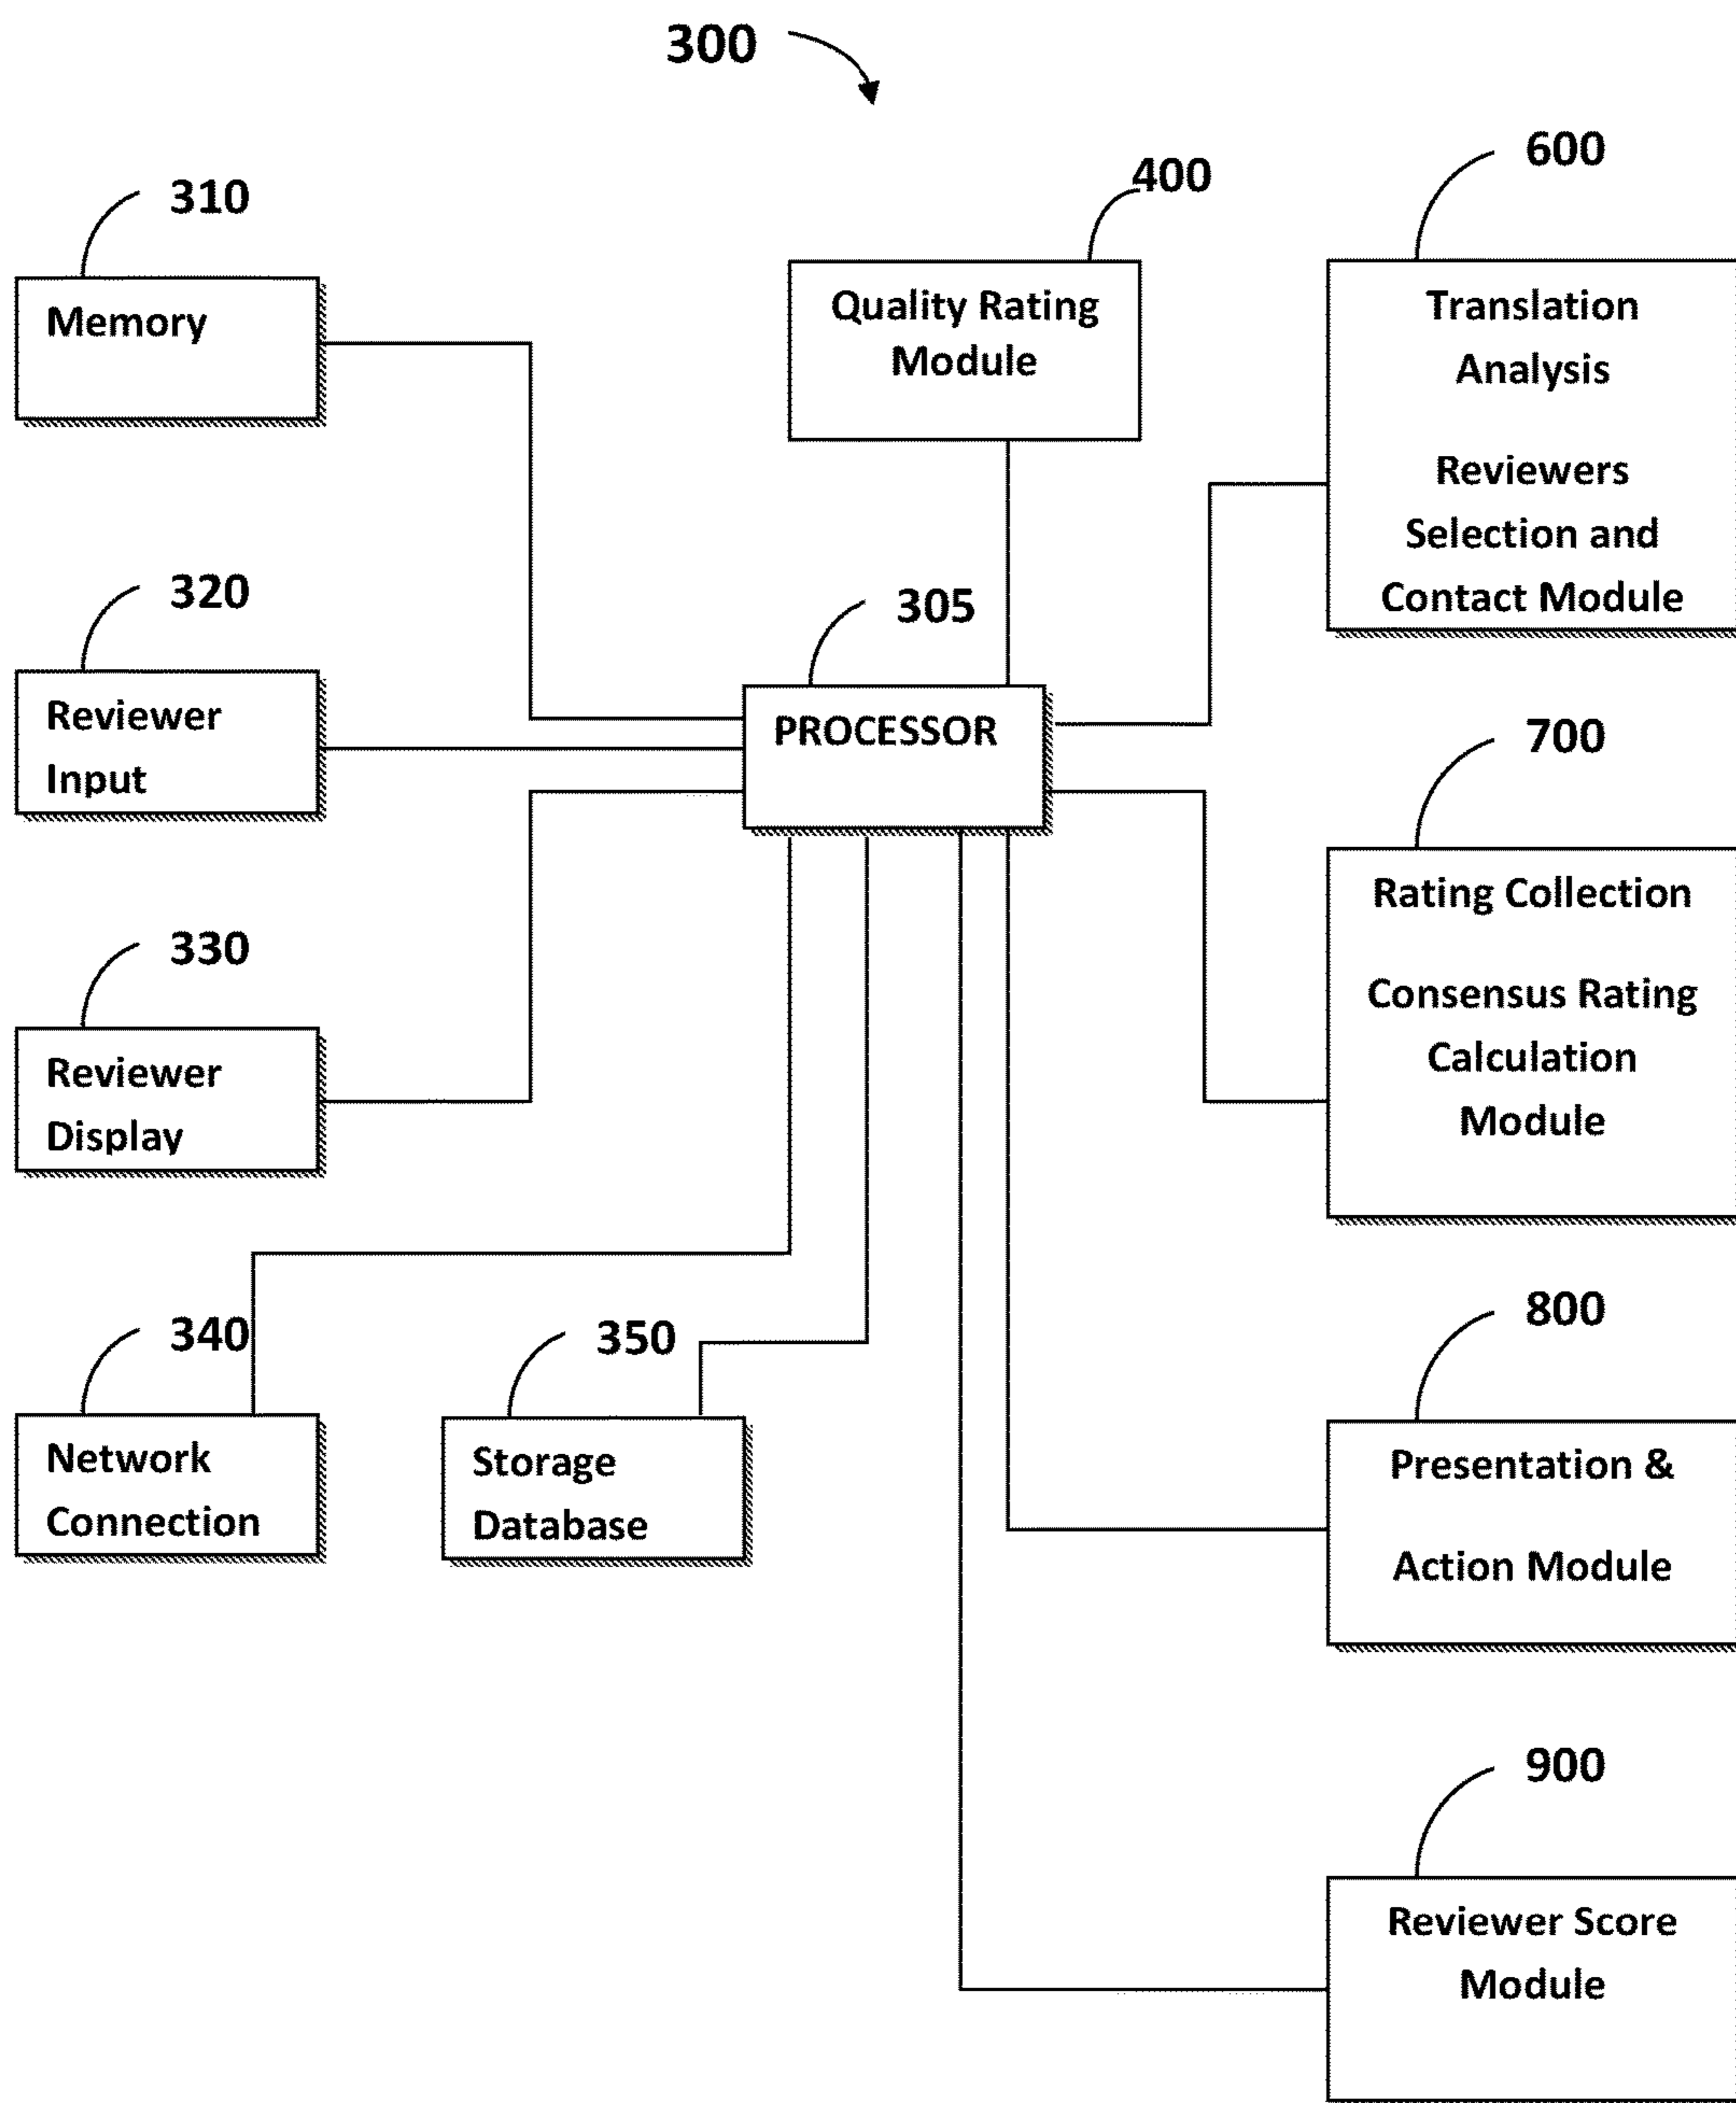 300
400
600
310
Memory
Quality Rating
Module
Translation
Analysis
Reviewers
Selection and
Contact Module
320
Reviewer
Input
305
PROCESSOR
700
Rating Collection
Consensus Rating
Calculation
Module
330
Reviewer
Display
340
Network
Connection
350
Storage
Database
800
Presentation &
Action Module
900
Reviewer Score
Module